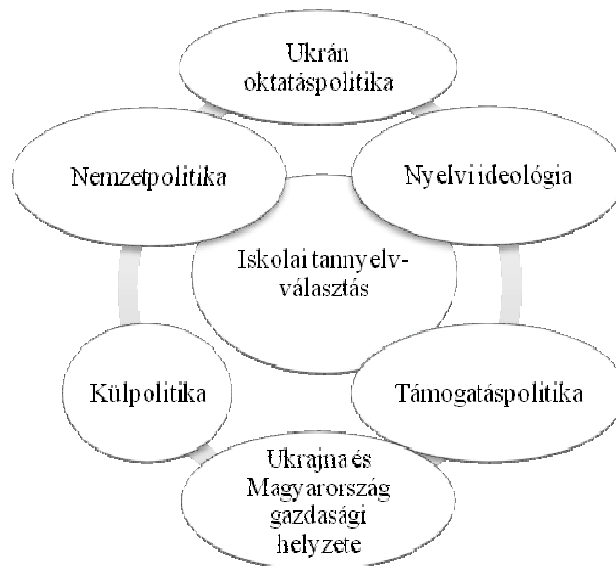 Ukrán
oktatáspolitika
Nemzetpolitika
Nyelvi ideológia
Iskolai tannyelv-
választás
Külpolitika
Támogatáspolitika
Ukrajna és
Magyarország
gazdasági
helyzete